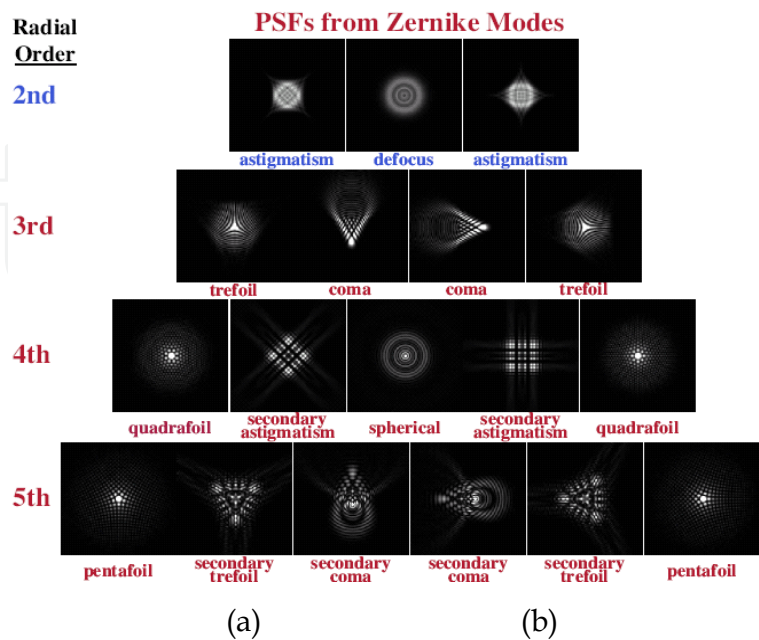 Radial
Order
PSFs from Zernike Modes
2nd
astigmatism defocus astigmatism
3rd
trefoil coma coma trefoil
4th
quadrafoil secondary astigmatism spherical secondary astigmatism quadrafoil
5th
pentafoil secondary trefoil secondary coma secondary coma secondary trefoil pentafoil
(a) (b)